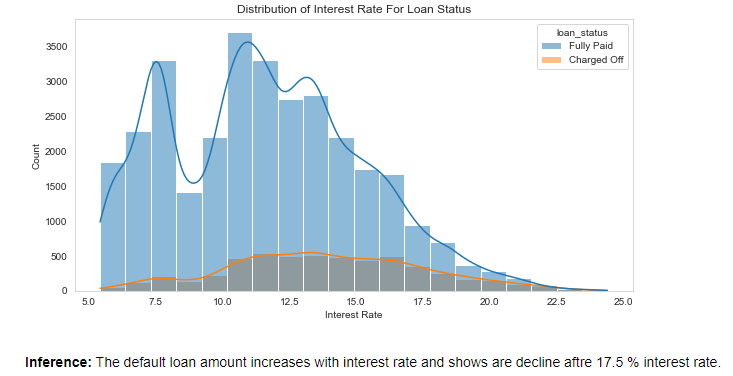 Distribution of Interest Rate For Loan Status
loan_status
Fully Paid
Charged Off
3500
3000
2500
2000
1500
1000
500
0
Count
5.0 7.5 10.0 12.5 15.0 17.5 20.0 22.5 25.0
Interest Rate
Inference: The default loan amount increases with interest rate and shows are decline aftre 17.5 % interest rate.